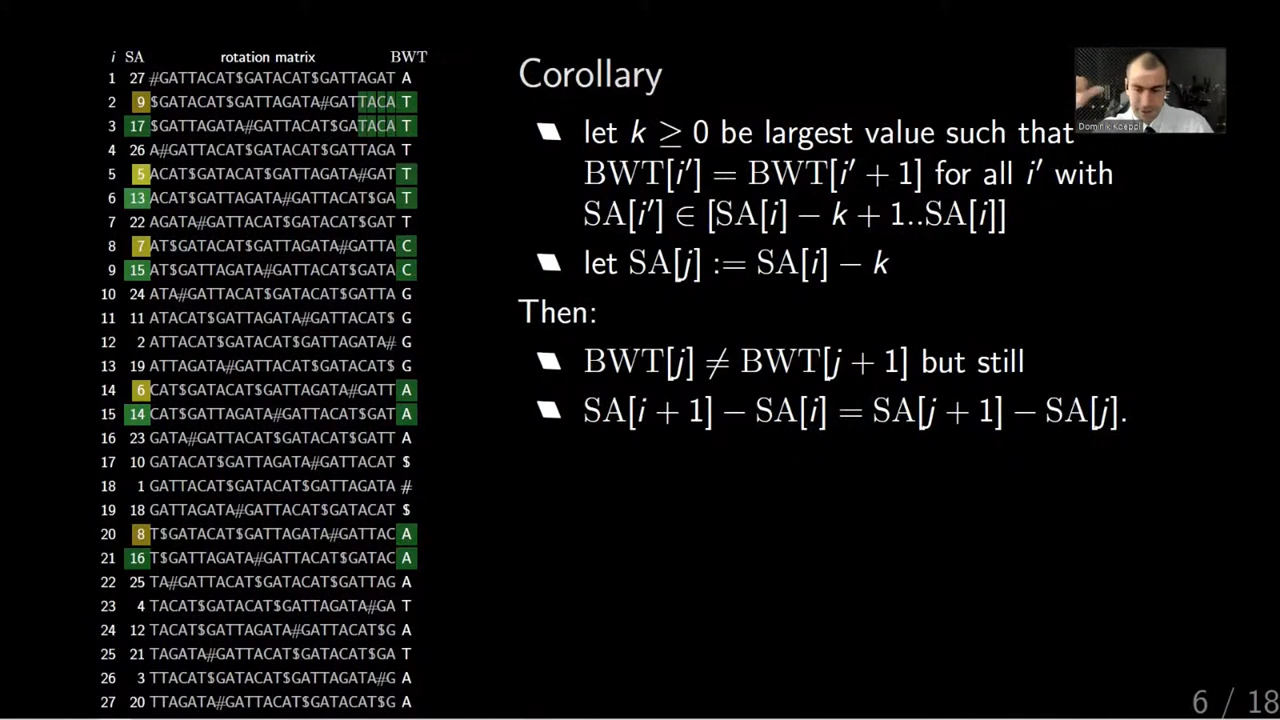 i SA rotation matrix BWT
1 27 #GATTACAT$GATACAT$GATTAGAT A
2 9 $GATACAT$GATTAGATA#GATTACA T
3 17 $GATTAGATA#GATTACAT$GATACA T
4 26 A#GATTACAT$GATACAT$GATTAGA T
5 5 ACAT$GATACAT$GATTAGATA#GAT T
6 13 ACAT$GATTAGATA#GATTACAT$GA T
7 22 AGATA#GATTACAT$GATACAT$GAT T
8 7 AT$GATACAT$GATTAGATA#GATTA C
9 15 AT$GATTAGATA#GATTACAT$GATA C
10 24 ATA#GATTACAT$GATACAT$GATTA G
11 11 ATACAT$GATTAGATA#GATTACAT$ G
12 2 ATTACAT$GATACAT$GATTAGATA# G
13 19 ATTAGATA#GATTACAT$GATACAT$ G
14 6 CAT$GATACAT$GATTAGATA#GATT A
15 14 CAT$GATTAGATA#GATTACAT$GAT A
16 23 GATA#GATTACAT$GATACAT$GATT A
17 10 GATACAT$GATTAGATA#GATTACAT $
18 1 GATTACAT$GATACAT$GATTAGATA #
19 18 GATTAGATA#GATTACAT$GATACAT $
20 8 T$GATACAT$GATTAGATA#GATTAC A
21 16 T$GATTAGATA#GATTACAT$GATAC A
22 25 TA#GATTACAT$GATACAT$GATTAG A
23 4 TACAT$GATACAT$GATTAGATA#GA T
24 12 TACAT$GATTAGATA#GATTACAT$G A
25 21 TAGATA#GATTACAT$GATACAT$GA T
26 3 TTACAT$GATACAT$GATTAGATA#G A
27 20 TTAGATA#GATTACAT$GATACAT$G A
Corollary
let k ≥ 0 be largest value such that
BWT[i′] = BWT[i′ + 1] for all i′ with
SA[i′] ∈ [SA[i] − k + 1..SA[i]]
let SA[j] := SA[i] − k
Then:
BWT[j] ≠ BWT[j + 1] but still
SA[i + 1] − SA[i] = SA[j + 1] − SA[j].
Dominik Koeppl
6 / 18